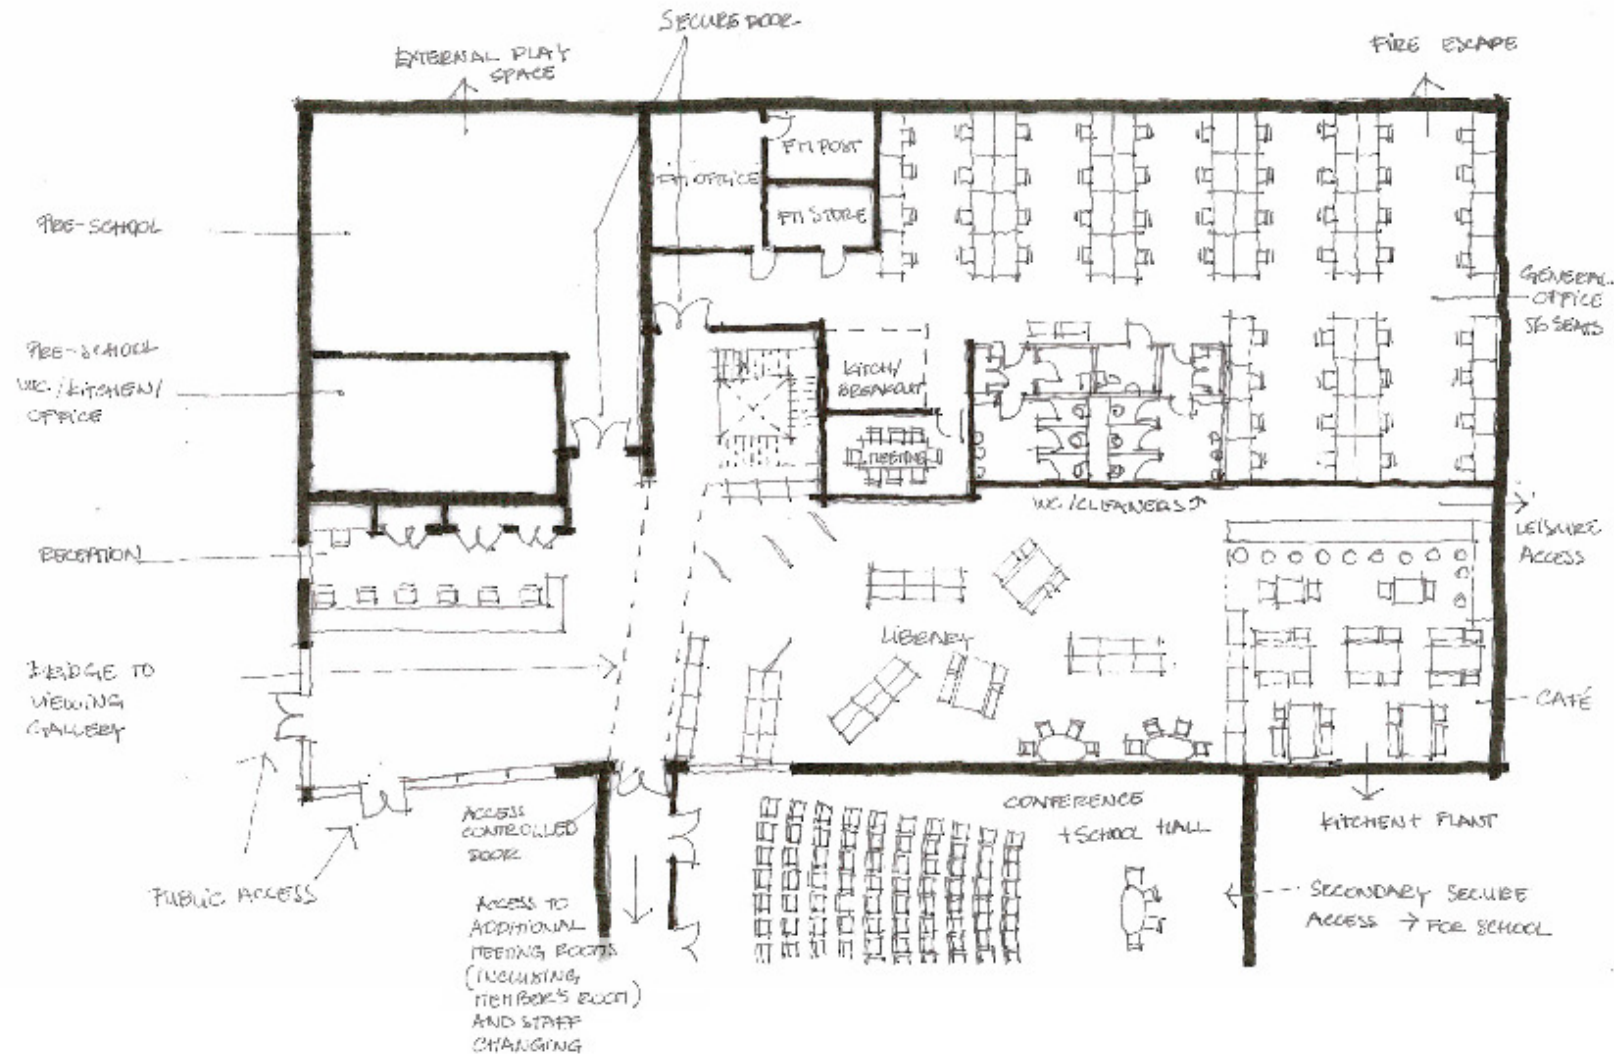 SECURE DOOR
EXTERNAL PLAY
SPACE
FIRE ESCAPE
FM POST
FM OFFICE
FM STORE
PRE-SCHOOL
GENERAL
OFFICE
56 SEATS
PRE-SCHOOL
WC/KITCHEN/
OFFICE
KITCH/
BREAKOUT
MEETING
WC/CLEANERS
LEISURE
ACCESS
RECEPTION
LIBRARY
BRIDGE TO
VIEWING
GALLERY
CAFÉ
ACCESS
CONTROLLED
DOOR
CONFERENCE
+ SCHOOL HALL
KITCHEN + PLANT
PUBLIC ACCESS
SECONDARY SECURE
ACCESS → FOR SCHOOL
ACCESS TO
ADDITIONAL
MEETING ROOMS
(INCLUDING
MEMBER'S ROOM)
AND STAFF
CHANGING